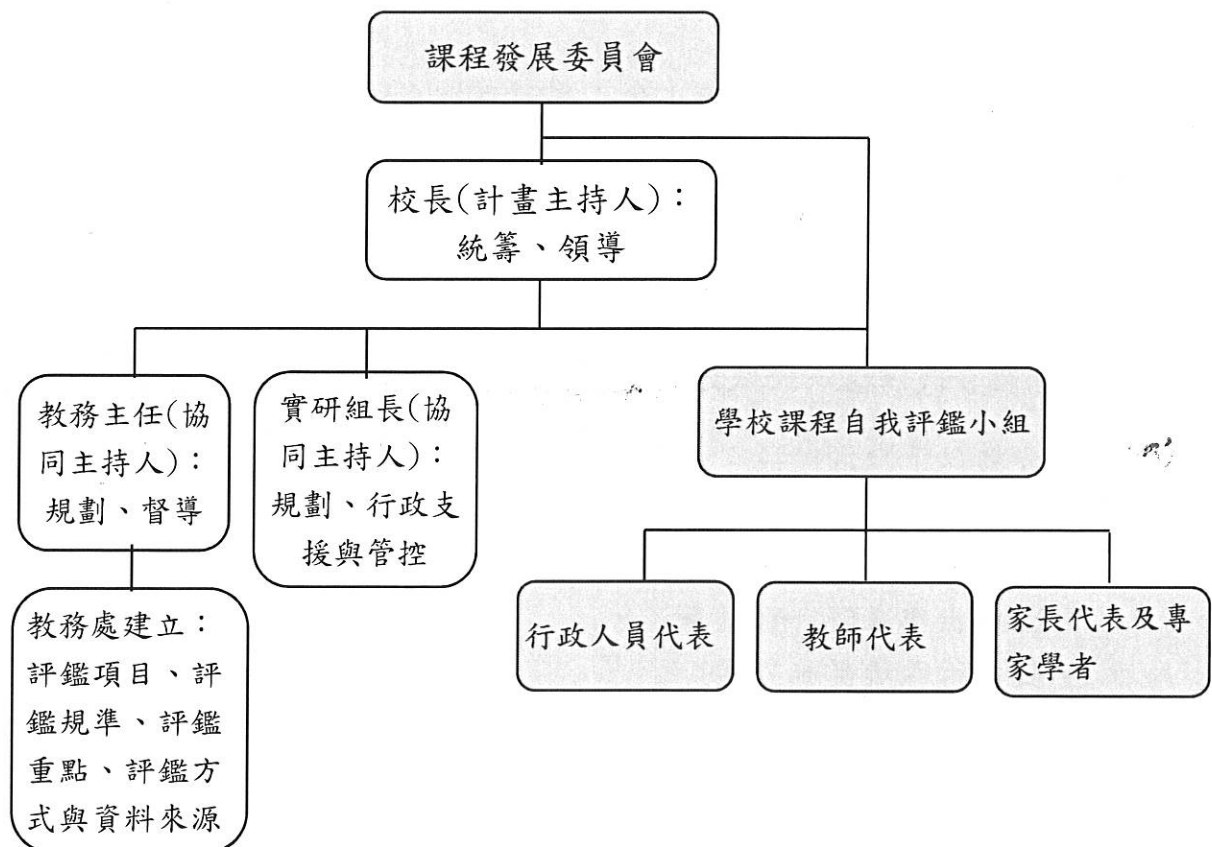 課程發展委員會
校長(計畫主持人)：
統籌、領導
教務主任(協
同主持人)：
規劃、督導
實研組長(協
同主持人)：
規劃、行政支
援與管控
學校課程自我評鑑小組
教務處建立：
評鑑項目、評
鑑規準、評鑑
重點、評鑑方
式與資料來源
行政人員代表
教師代表
家長代表及專
家學者